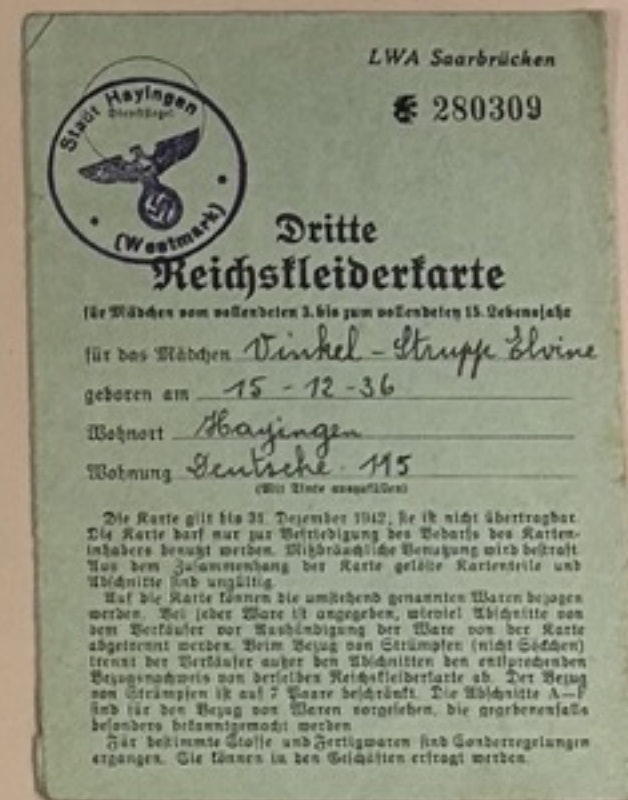 LWA Saarbrücken
280309
Stadt Hayingen
Dienstsiegel
(Westmark)
Dritte
Reichskleiderkarte
für Mädchen vom vollendeten 3. bis zum vollendeten 15. Lebensjahr
für das Mädchen Vinkel - Strupp Elvine
geboren am 15 - 12 - 36
Wohnort Hayingen
Wohnung Deutsche 195
(Mit Tinte auszufüllen)
Die Karte gilt bis 31. Dezember 1942, sie ist nicht übertragbar.
Die Karte darf nur zur Befriedigung des Bedarfs des Karten-
inhabers benutzt werden. Mißbräuchliche Benutzung wird bestraft.
Aus dem Zusammenhang der Karte gelöste Kartenteile und
Abschnitte sind ungültig.
Auf die Karte können die umstehend genannten Waren bezogen
werden. Bei jeder Ware ist angegeben, wieviel Abschnitte von
dem Verkäufer vor Aushändigung der Ware von der Karte
abgetrennt werden. Beim Bezug von Strümpfen (nicht Söckchen)
trennt der Verkäufer außer den Abschnitten den entsprechenden
Bezugsnachweis von derselben Reichskleiderkarte ab. Der Bezug
von Strümpfen ist auf 7 Paare beschränkt. Die Abschnitte A—F
sind für den Bezug von Waren vorgesehen, die gegebenenfalls
besonders bekanntgemacht werden
Für bestimmte Stoffe und Fertigwaren sind Sonderregelungen
ergangen. Sie können in den Geschäften erfragt werden.